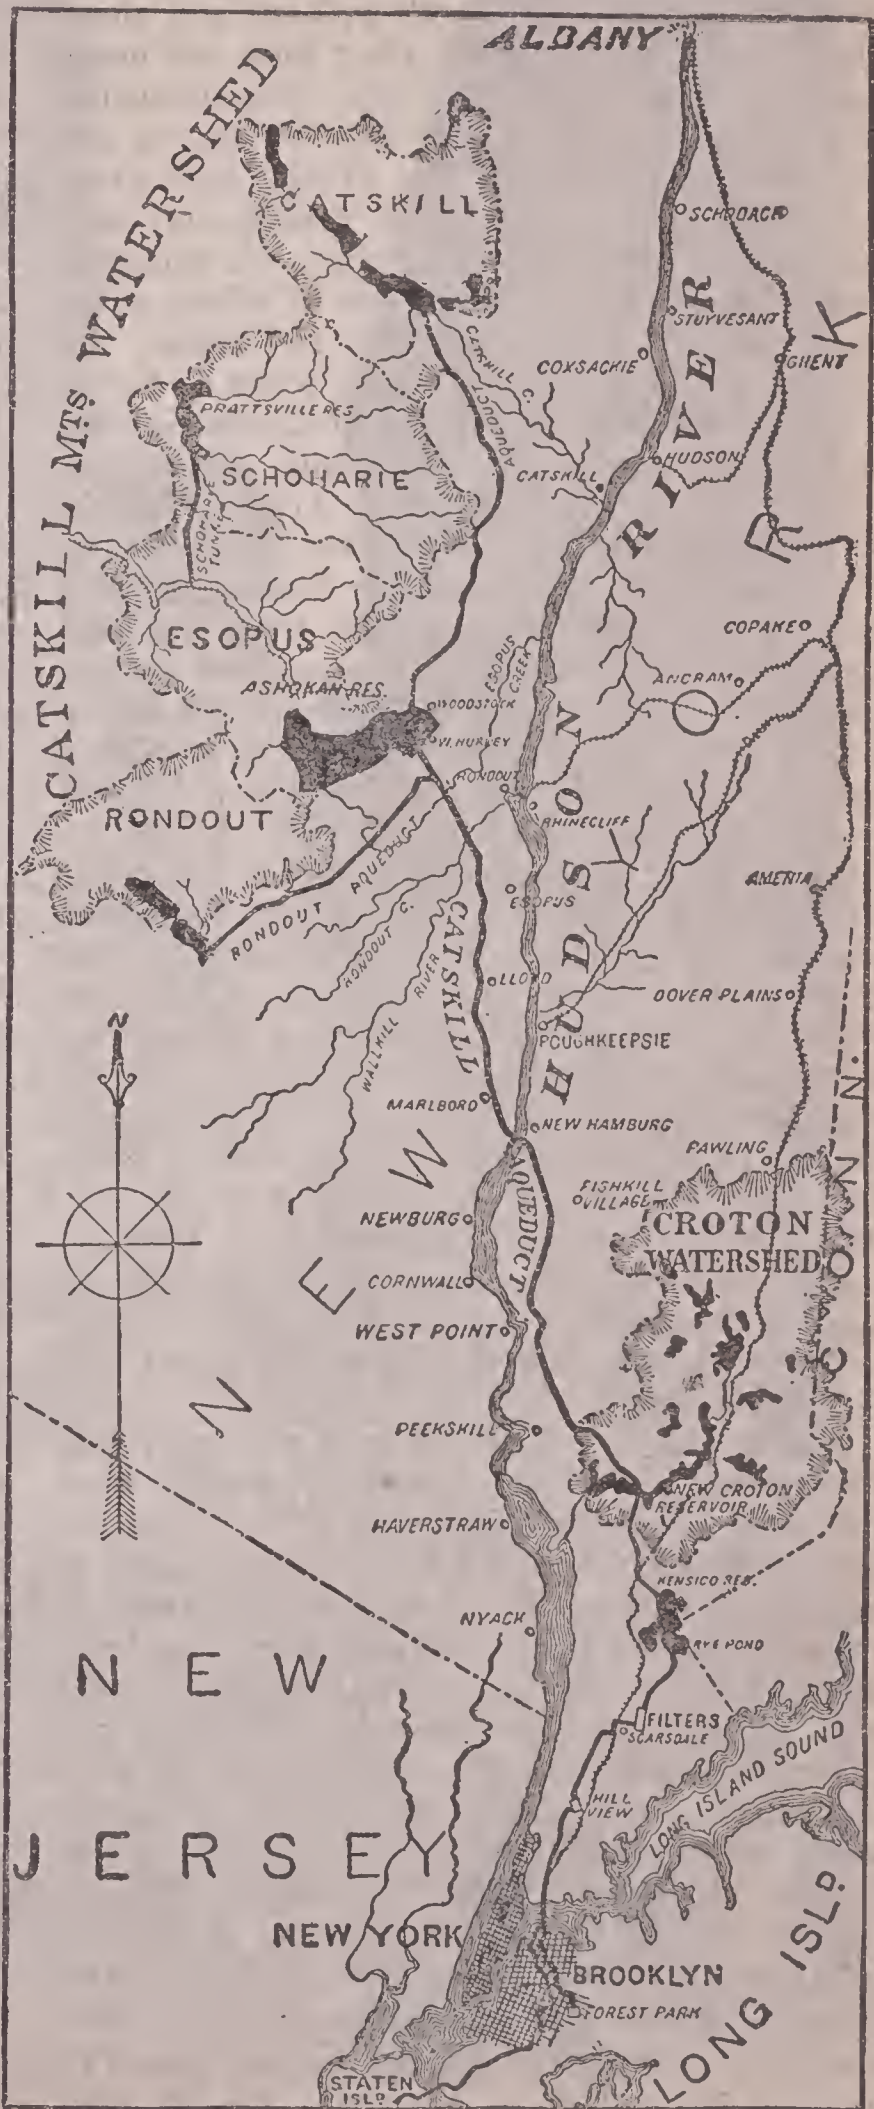 ALBANY
CATSKILL MTS WATERSHED
CATSKILL
SCHODACK
STUYVESANT
COXSACKIE
GHENT
CATSKILL C.
AQUEDUCT
PRATTSVILLE RES.
HUDSON
CATSKILL
SCHOHARIE
SCHOHARIE
TUNNEL
HUDSON RIVER
NEW YORK
ESOPUS
COPAKE
ESOPUS
CREEK
ANCRAM
ASHOKAN RES.
WOODSTOCK
W. HURLEY
RONDOUT
RONDOUT
RHINECLIFF
RONDOUT AQUEDUCT
AMENIA
ESOPUS
RONDOUT C.
CATSKILL
AQUEDUCT
LLOYD
DOVER PLAINS
WALLKILL RIVER
POUGHKEEPSIE
N
MARLBORO
NEW HAMBURG
PAWLING
CONN.
FISHKILL
VILLAGE
NEWBURG
CROTON
WATERSHED
CORNWALL
WEST POINT
PEEKSKILL
NEW CROTON
RESERVOIR
HAVERSTRAW
KENSICO RES.
NYACK
RYE POND
NEW
JERSEY
FILTERS
SCARSDALE
LONG ISLAND SOUND
HILL
VIEW
NEW YORK
BROOKLYN
FOREST PARK
LONG ISLD.
STATEN
ISLD.